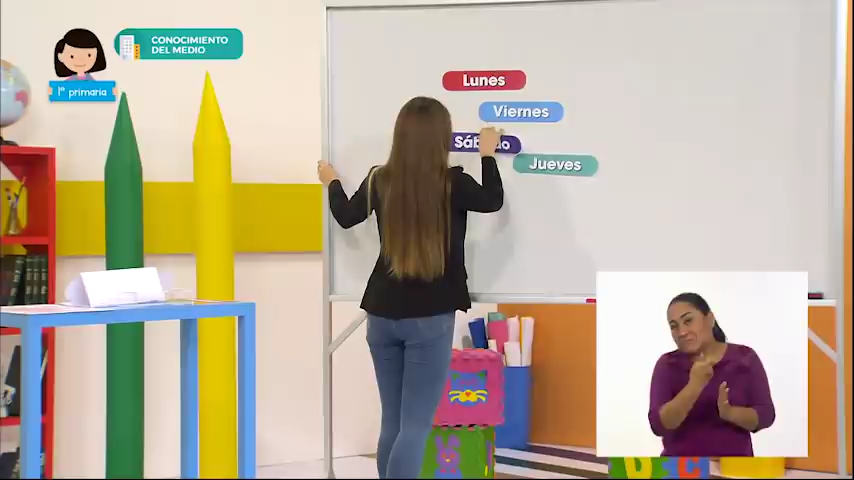 CONOCIMIENTO
DEL MEDIO
1º primaria
Lunes
Viernes
Jueves
D
C